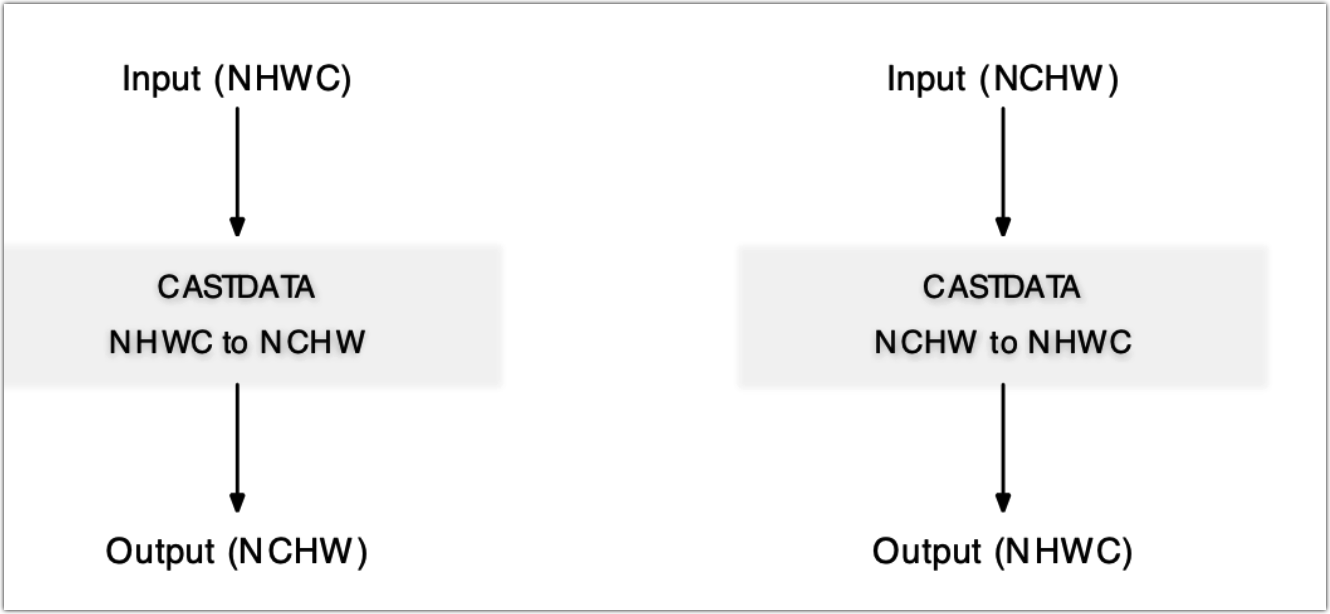 Input (NHWC)
CASTDATA
NHWC to NCHW
Output (NCHW)
Input (NCHW)
CASTDATA
NCHW to NHWC
Output (NHWC)